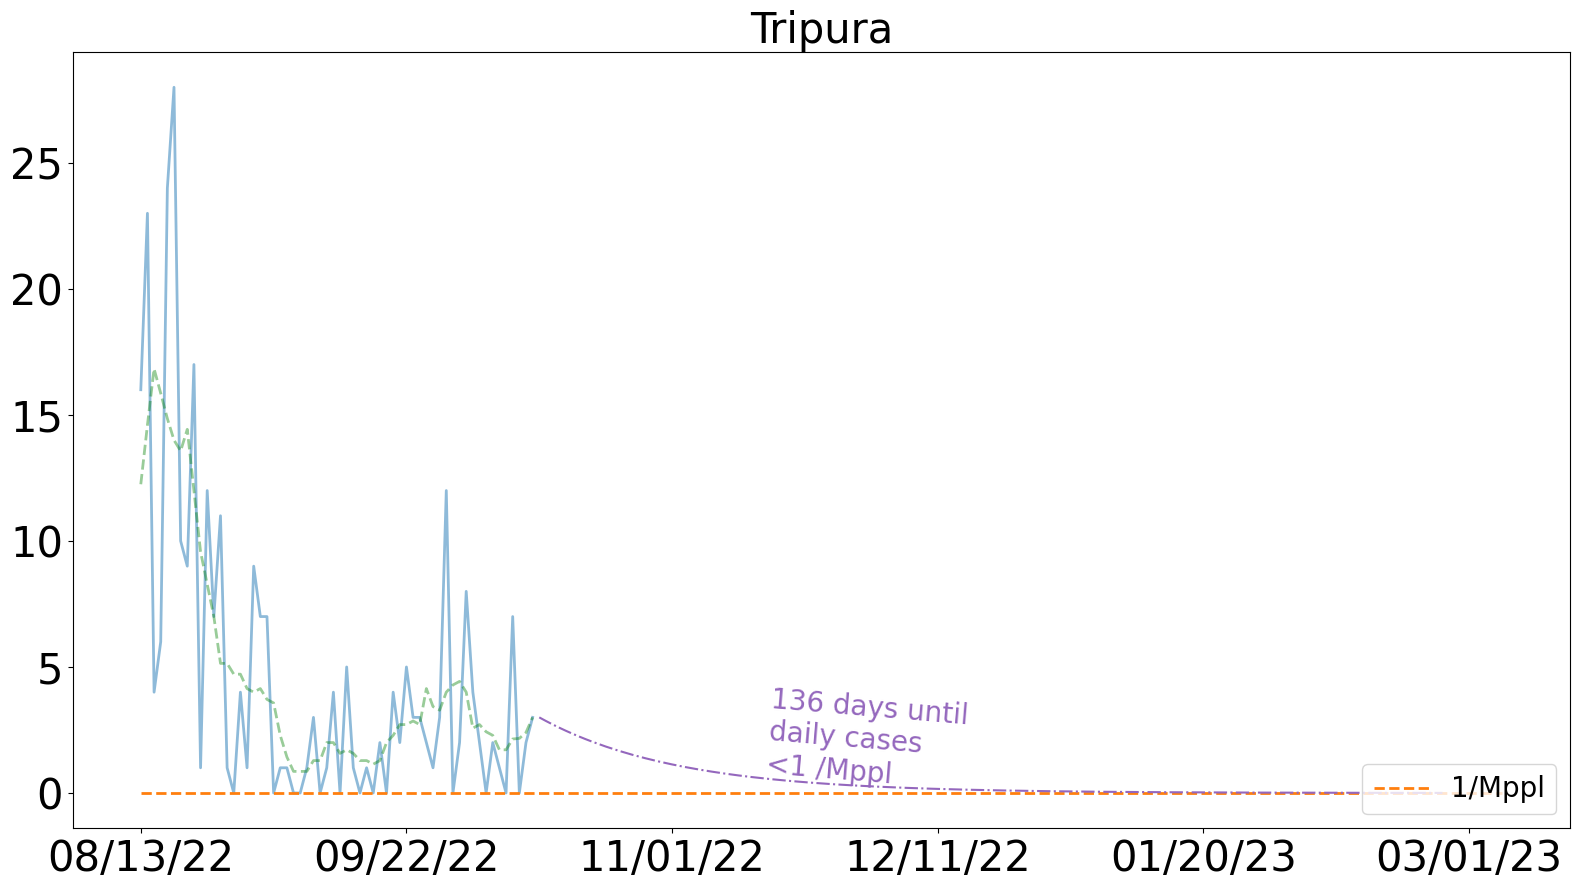 Tripura
25
20
15
10
5
0
136 days until
daily cases
<1 /Mppl
1/Mppl
08/13/22 09/22/22 11/01/22 12/11/22 01/20/23 03/01/23